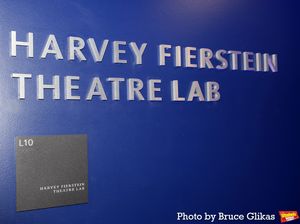 HARVEY FIERSTEIN
THEATRE LAB
L10
HARVEY FIERSTEIN
THEATRE LAB
Photo by Bruce Glikas